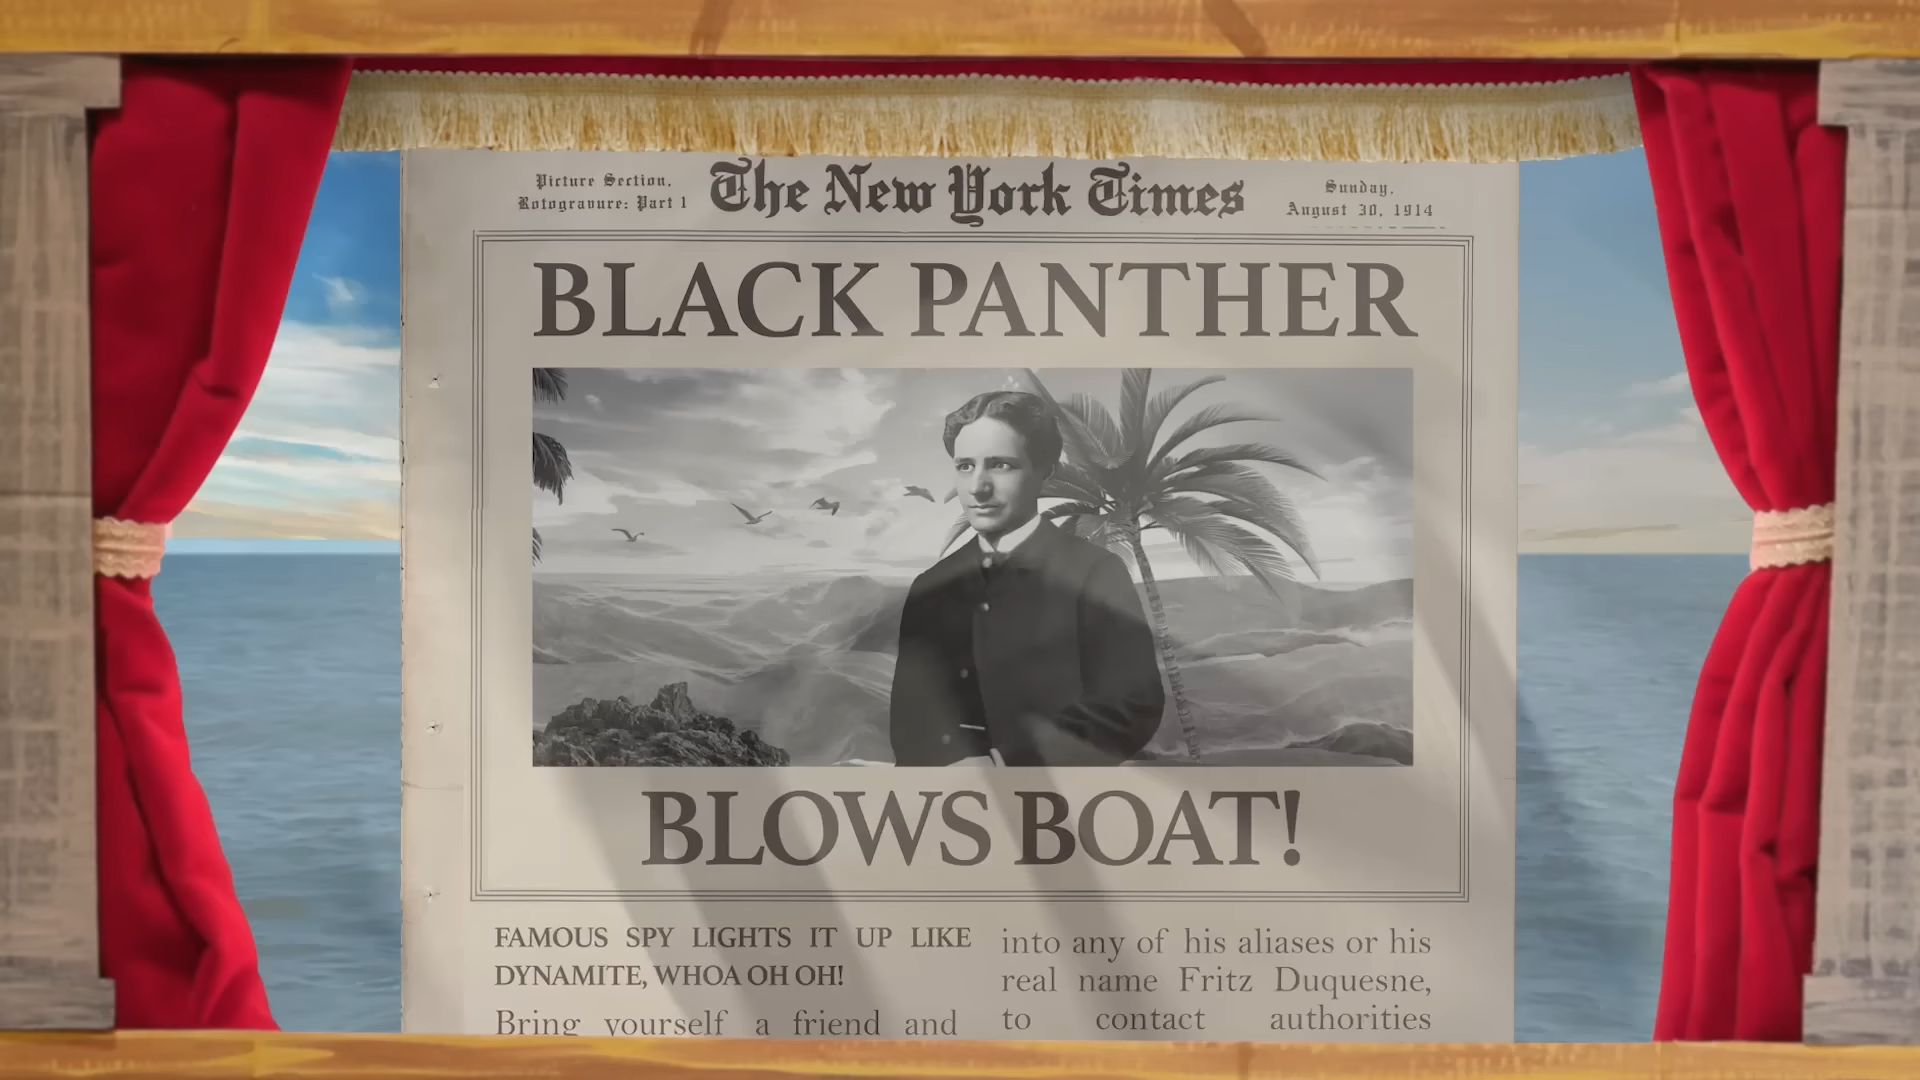 Picture Section,
Rotogravure: Part 1
The New York Times
Sunday,
August 30, 1914
BLACK PANTHER
BLOWS BOAT!
FAMOUS SPY LIGHTS IT UP LIKE
DYNAMITE, WHOA OH OH!
Bring yourself a friend and
into any of his aliases or his
real name Fritz Duquesne,
to contact authorities